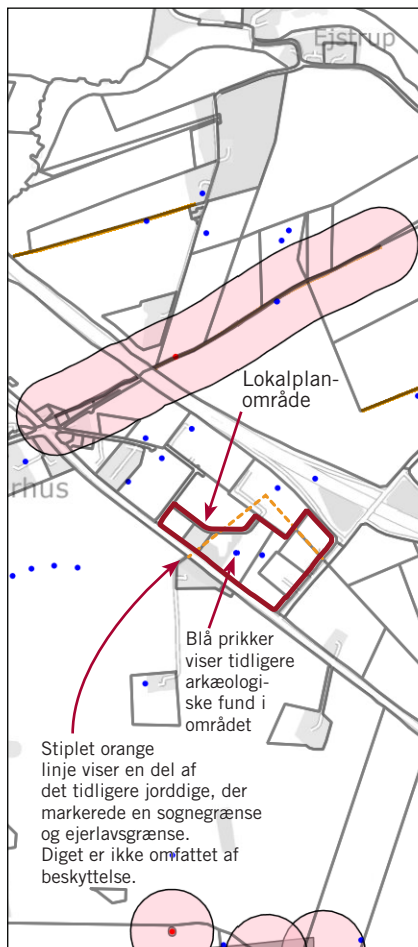 Ejstrup
Lokalplan-
område
rhus
Blå prikker
viser tidligere
arkæologi-
ske fund i
området
Stiplet orange
linje viser en del af
det tidligere jorddige, der
markerede en sognegrænse
og ejerlavsgrænse.
Diget er ikke omfattet af
beskyttelse.